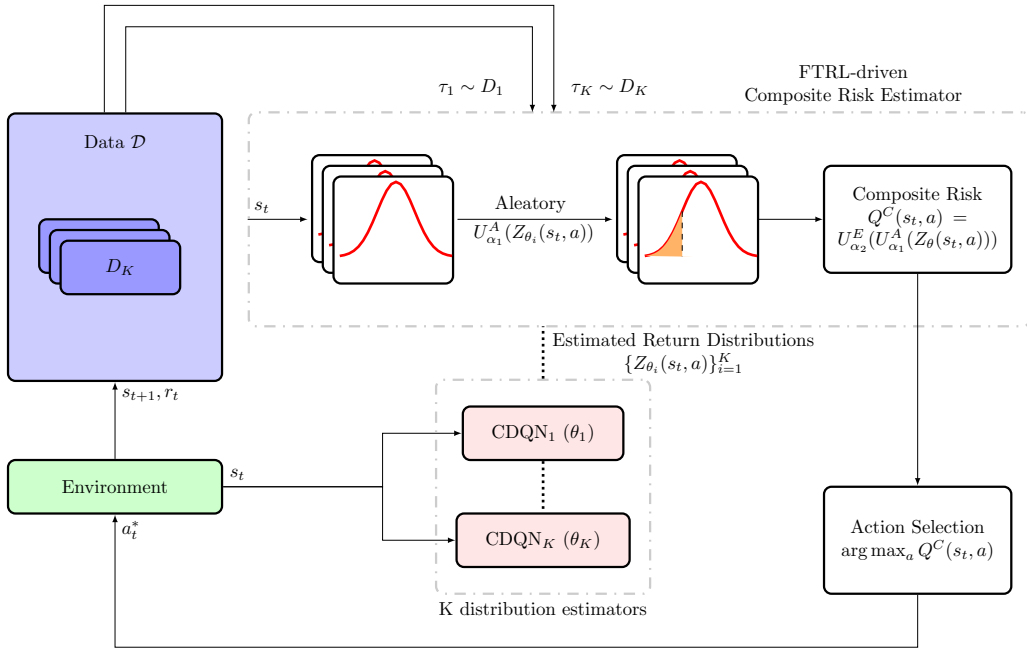 τ₁ ∼ D₁
τ_K ∼ D_K
FTRL-driven
Composite Risk Estimator
Data 𝒟
D_K
s_t
Aleatory
U^A_{α₁}(Z_{θ_i}(s_t, a))
Composite Risk
Q^C(s_t, a) =
U^E_{α₂}(U^A_{α₁}(Z_θ(s_t, a)))
Estimated Return Distributions
{Z_{θ_i}(s_t, a)}^K_{i=1}
s_{t+1}, r_t
CDQN₁ (θ₁)
s_t
Environment
a*_t
CDQN_K (θ_K)
Action Selection
arg max_a Q^C(s_t, a)
K distribution estimators